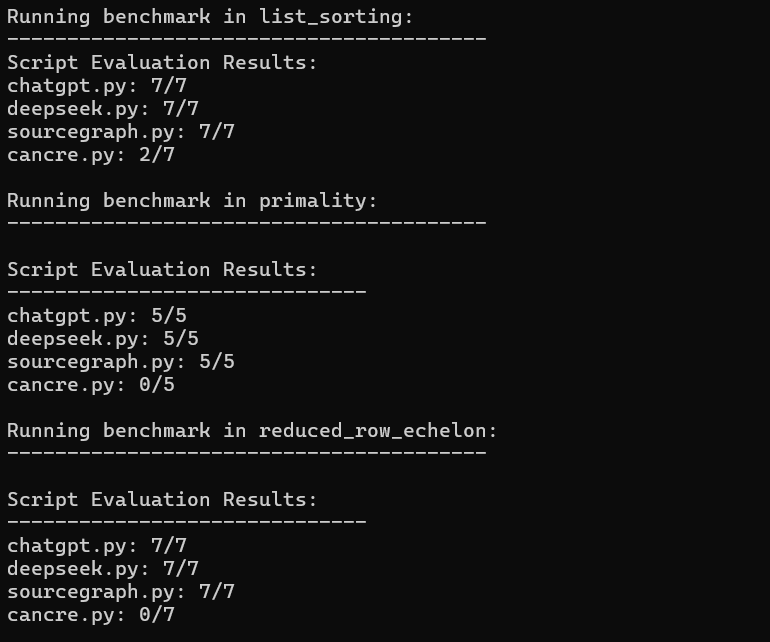 Running benchmark in list_sorting:
----------------------------------------
Script Evaluation Results:
chatgpt.py: 7/7
deepseek.py: 7/7
sourcegraph.py: 7/7
cancre.py: 2/7
Running benchmark in primality:
----------------------------------------
Script Evaluation Results:
------------------------------
chatgpt.py: 5/5
deepseek.py: 5/5
sourcegraph.py: 5/5
cancre.py: 0/5
Running benchmark in reduced_row_echelon:
----------------------------------------
Script Evaluation Results:
------------------------------
chatgpt.py: 7/7
deepseek.py: 7/7
sourcegraph.py: 7/7
cancre.py: 0/7